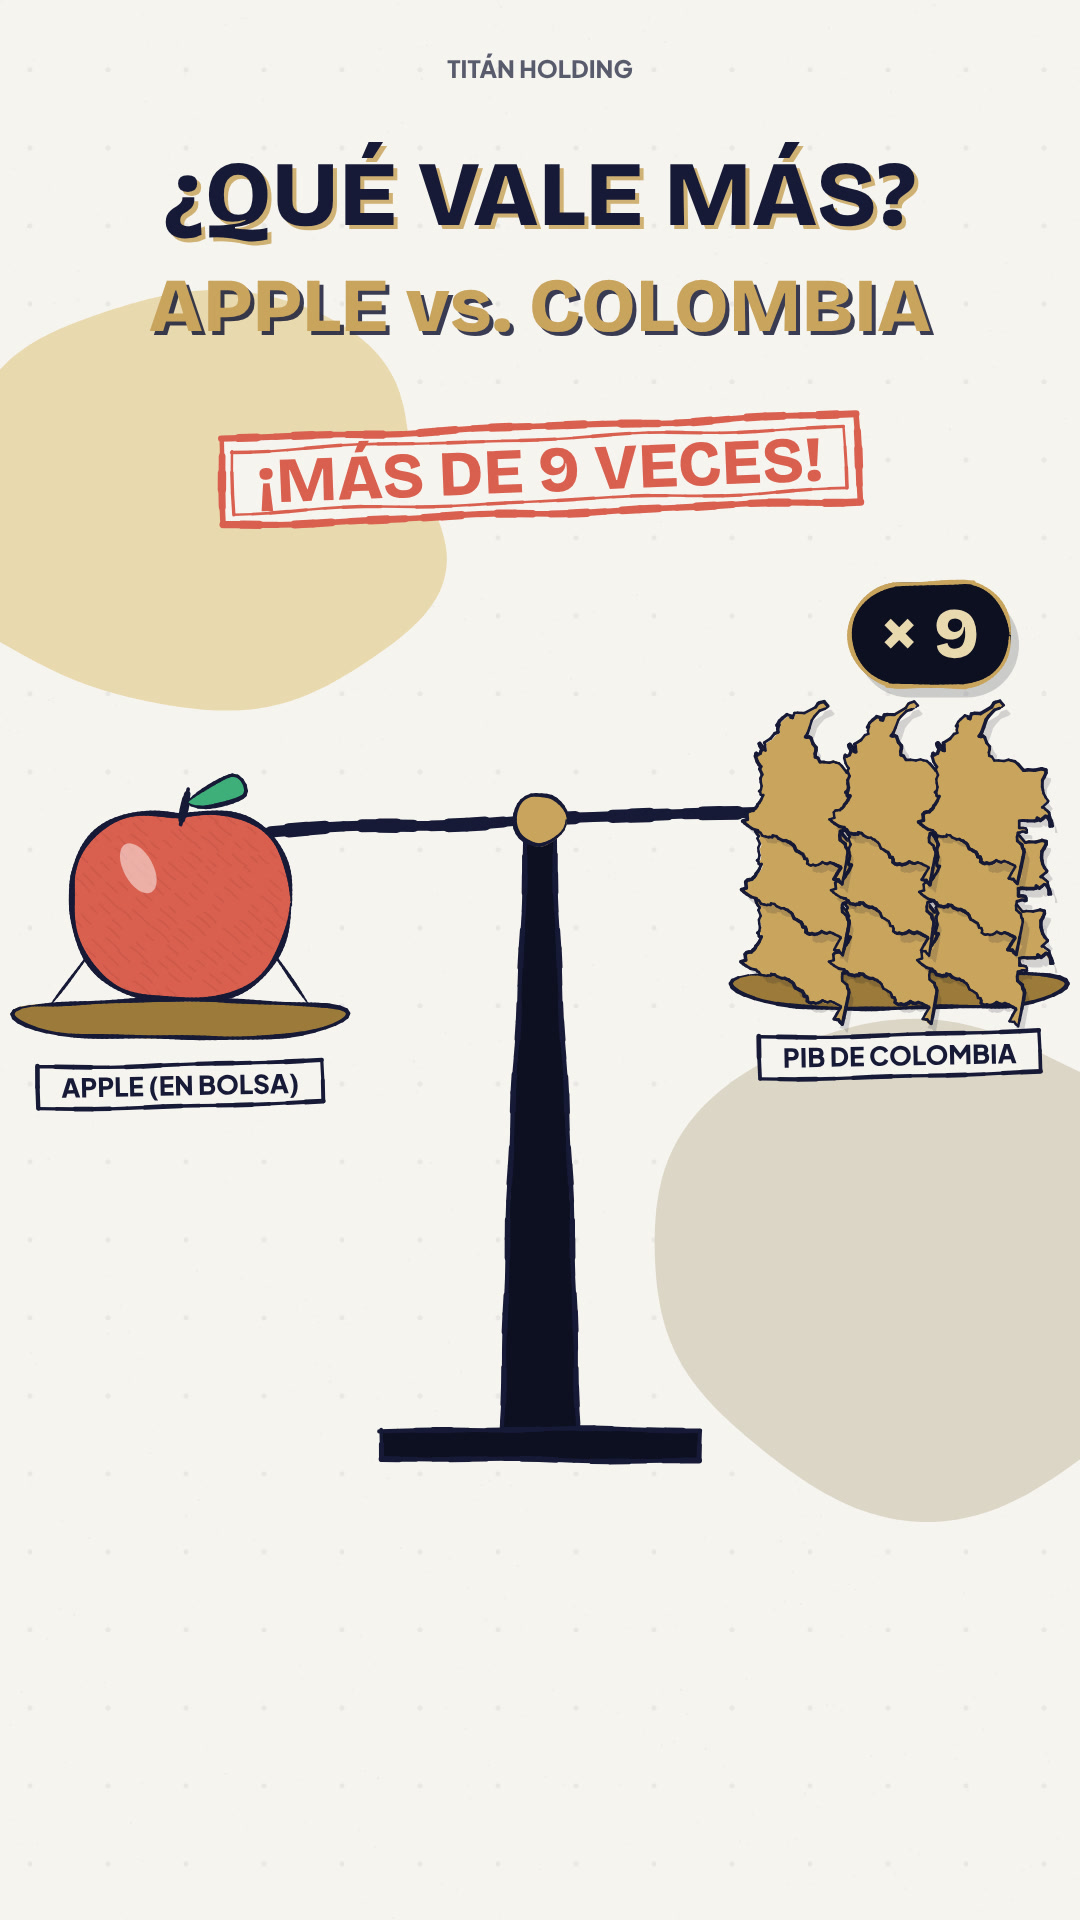 TITÁN HOLDING
¿QUÉ VALE MÁS?
APPLE vs. COLOMBIA
¡MÁS DE 9 VECES!
× 9
PIB DE COLOMBIA
APPLE (EN BOLSA)